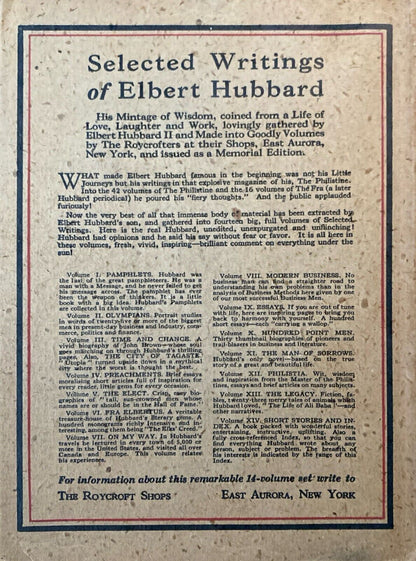 Selected Writings
of Elbert Hubbard
His Mintage of Wisdom, coined from a Life of
Love, Laughter and Work, lovingly gathered by
Elbert Hubbard II and Made into Goodly Volumes
by The Roycrofters at their Shops, East Aurora,
New York, and issued as a Memorial Edition.
WHAT made Elbert Hubbard famous in the beginning was not his Little
Journeys but his writings in that explosive magazine of his, The Philistine.
Into the 42 volumes of The Philistine and the 16 volumes of The Fra (a later
Hubbard periodical) he poured his "fiery thoughts." And the public applauded
furiously!
Now the very best of all that immense body of material has been extracted by
Elbert Hubbard's son, and gathered into fourteen big, full volumes of Selected
Writings. Here is the real Hubbard, unedited, unexpurgated and unflinching!
Hubbard had opinions and he said his say without fear or favor. It is all here in
these volumes, fresh, vivid, inspiring—brilliant comment on everything under the
sun!
Volume I. PAMPHLETS. Hubbard was
the last of the great pamphleteers. He was a
man with a Message, and he never failed to get
his message across. The pamphlet has ever
been the weapon of thinkers. It is a little
book with a big idea. Hubbard's Pamphlets
are collected in this volume.
Volume II. OLYMPIANS. Portrait studies
in words of twenty-five or more of the biggest
men in present-day business and industry, com-
merce, politics and finance.
Volume III. TIME AND CHANCE. A
vivid biography of John Brown—whose soul
goes marching on through Hubbard's thrilling
pages. Also, THE CITY OF TAGASTE.
"Dupla" turned upside down in a mythical
city where the worst is thought the best.
Volume IV. PREACHMENTS. Brief essays,
moralising short articles full of inspiration for
every reader, little gems for every occasion.
Volume V. THE ELECT. Crisp, racy bio-
graphies of "tall, sun-crowned men whose
names are or should be in the Hall of Fame."
Volume VI. FRA ELBERTUS. A veritable
treasure-house of Hubbard's literary gems. A
hundred monographs richly intensive and in-
teresting, among them being "The Elks' Creed."
Volume VII. ON MY WAY. In Hubbard's
travels he lectured in every town of 5,000 or
more in the United States, and visited all over
Canada and Europe. This volume relates
his experiences.
Volume VIII. MODERN BUSINESS. No
business man can find a straighter road to
understanding his own problems than in the
analysis of Business Methods here given by one
of our most successful Business Men.
Volume IX. ESSAYS. If you are out of tune
with life, here are inspiring pages to bring you
back to harmony with yourself. A hundred
short essays—each "carrying a wallop."
Volume X. HUNDRED POINT MEN.
Thirty thumbnail biographies of pioneers and
trail-blazers in business and literature.
Volume XI. THE MAN OF SORROWS.
Hubbard's only novel—based on the true
story of a great and beautiful life.
Volume XII. PHILISTIA. Wit, wisdom
and inspiration from the Master of the Philis-
tines, essays and brief articles on many subjects.
Volume XIII. THE LEGACY. Fiction, fa-
bles, twenty-three merry tales of animals which
Hubbard loved, "The Life of Ali Baba"—and
other narratives.
Volume XIV. SHORT STORIES AND IN-
DEX. A book packed with wonderful stories,
entertaining, instructive, uplifting. Also a
fully cross-referenced Index, so that you can
find everything Hubbard wrote about any
person, subject or problem. The breadth of
his interests is indicated by the range of this
Index.
For information about this remarkable 14-volume set write to
THE ROYCROFT SHOPS EAST AURORA, NEW YORK